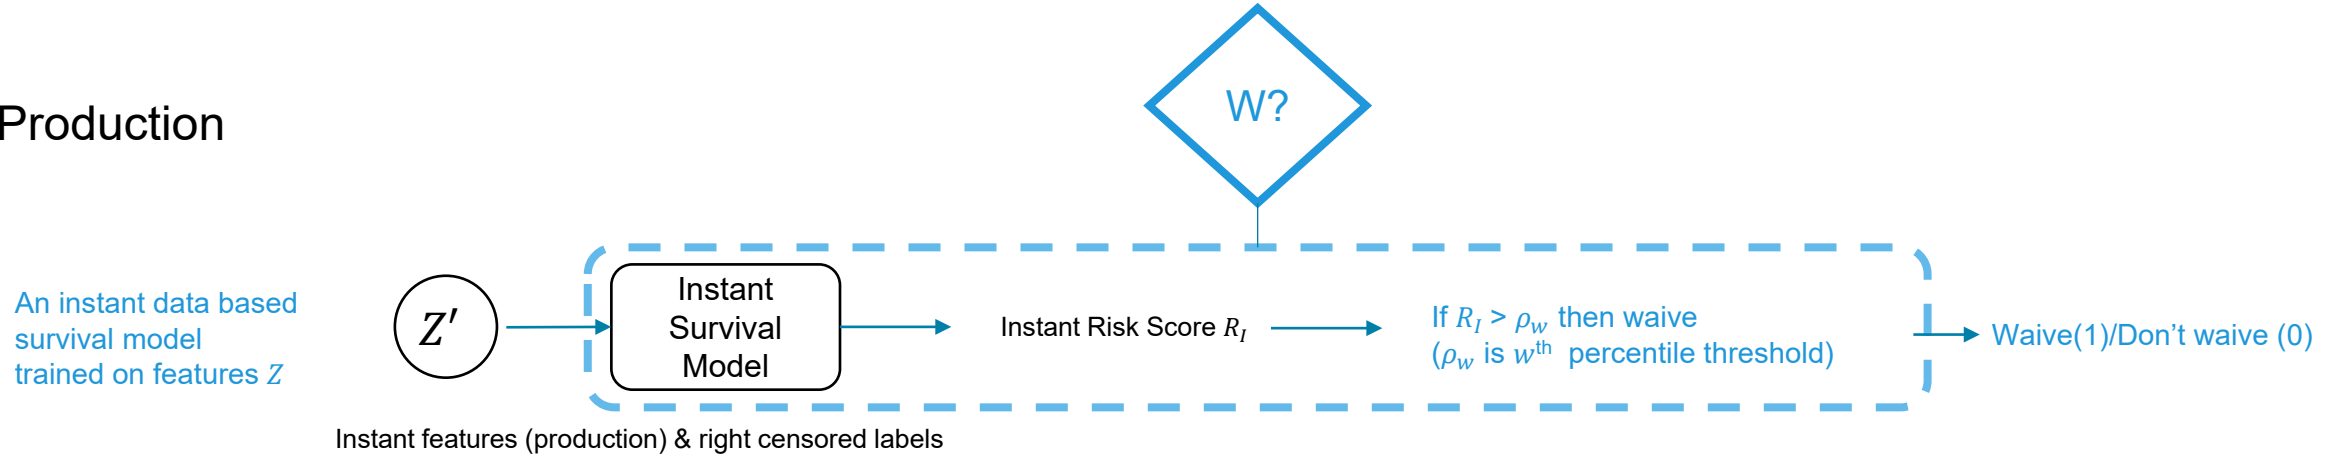 W?
Production
An instant data based
survival model
trained on features Z
Z′
Instant
Survival
Model
Instant Risk Score R_I
If R_I > ρ_w then waive
(ρ_w is w^th percentile threshold)
Waive(1)/Don’t waive (0)
Instant features (production) & right censored labels